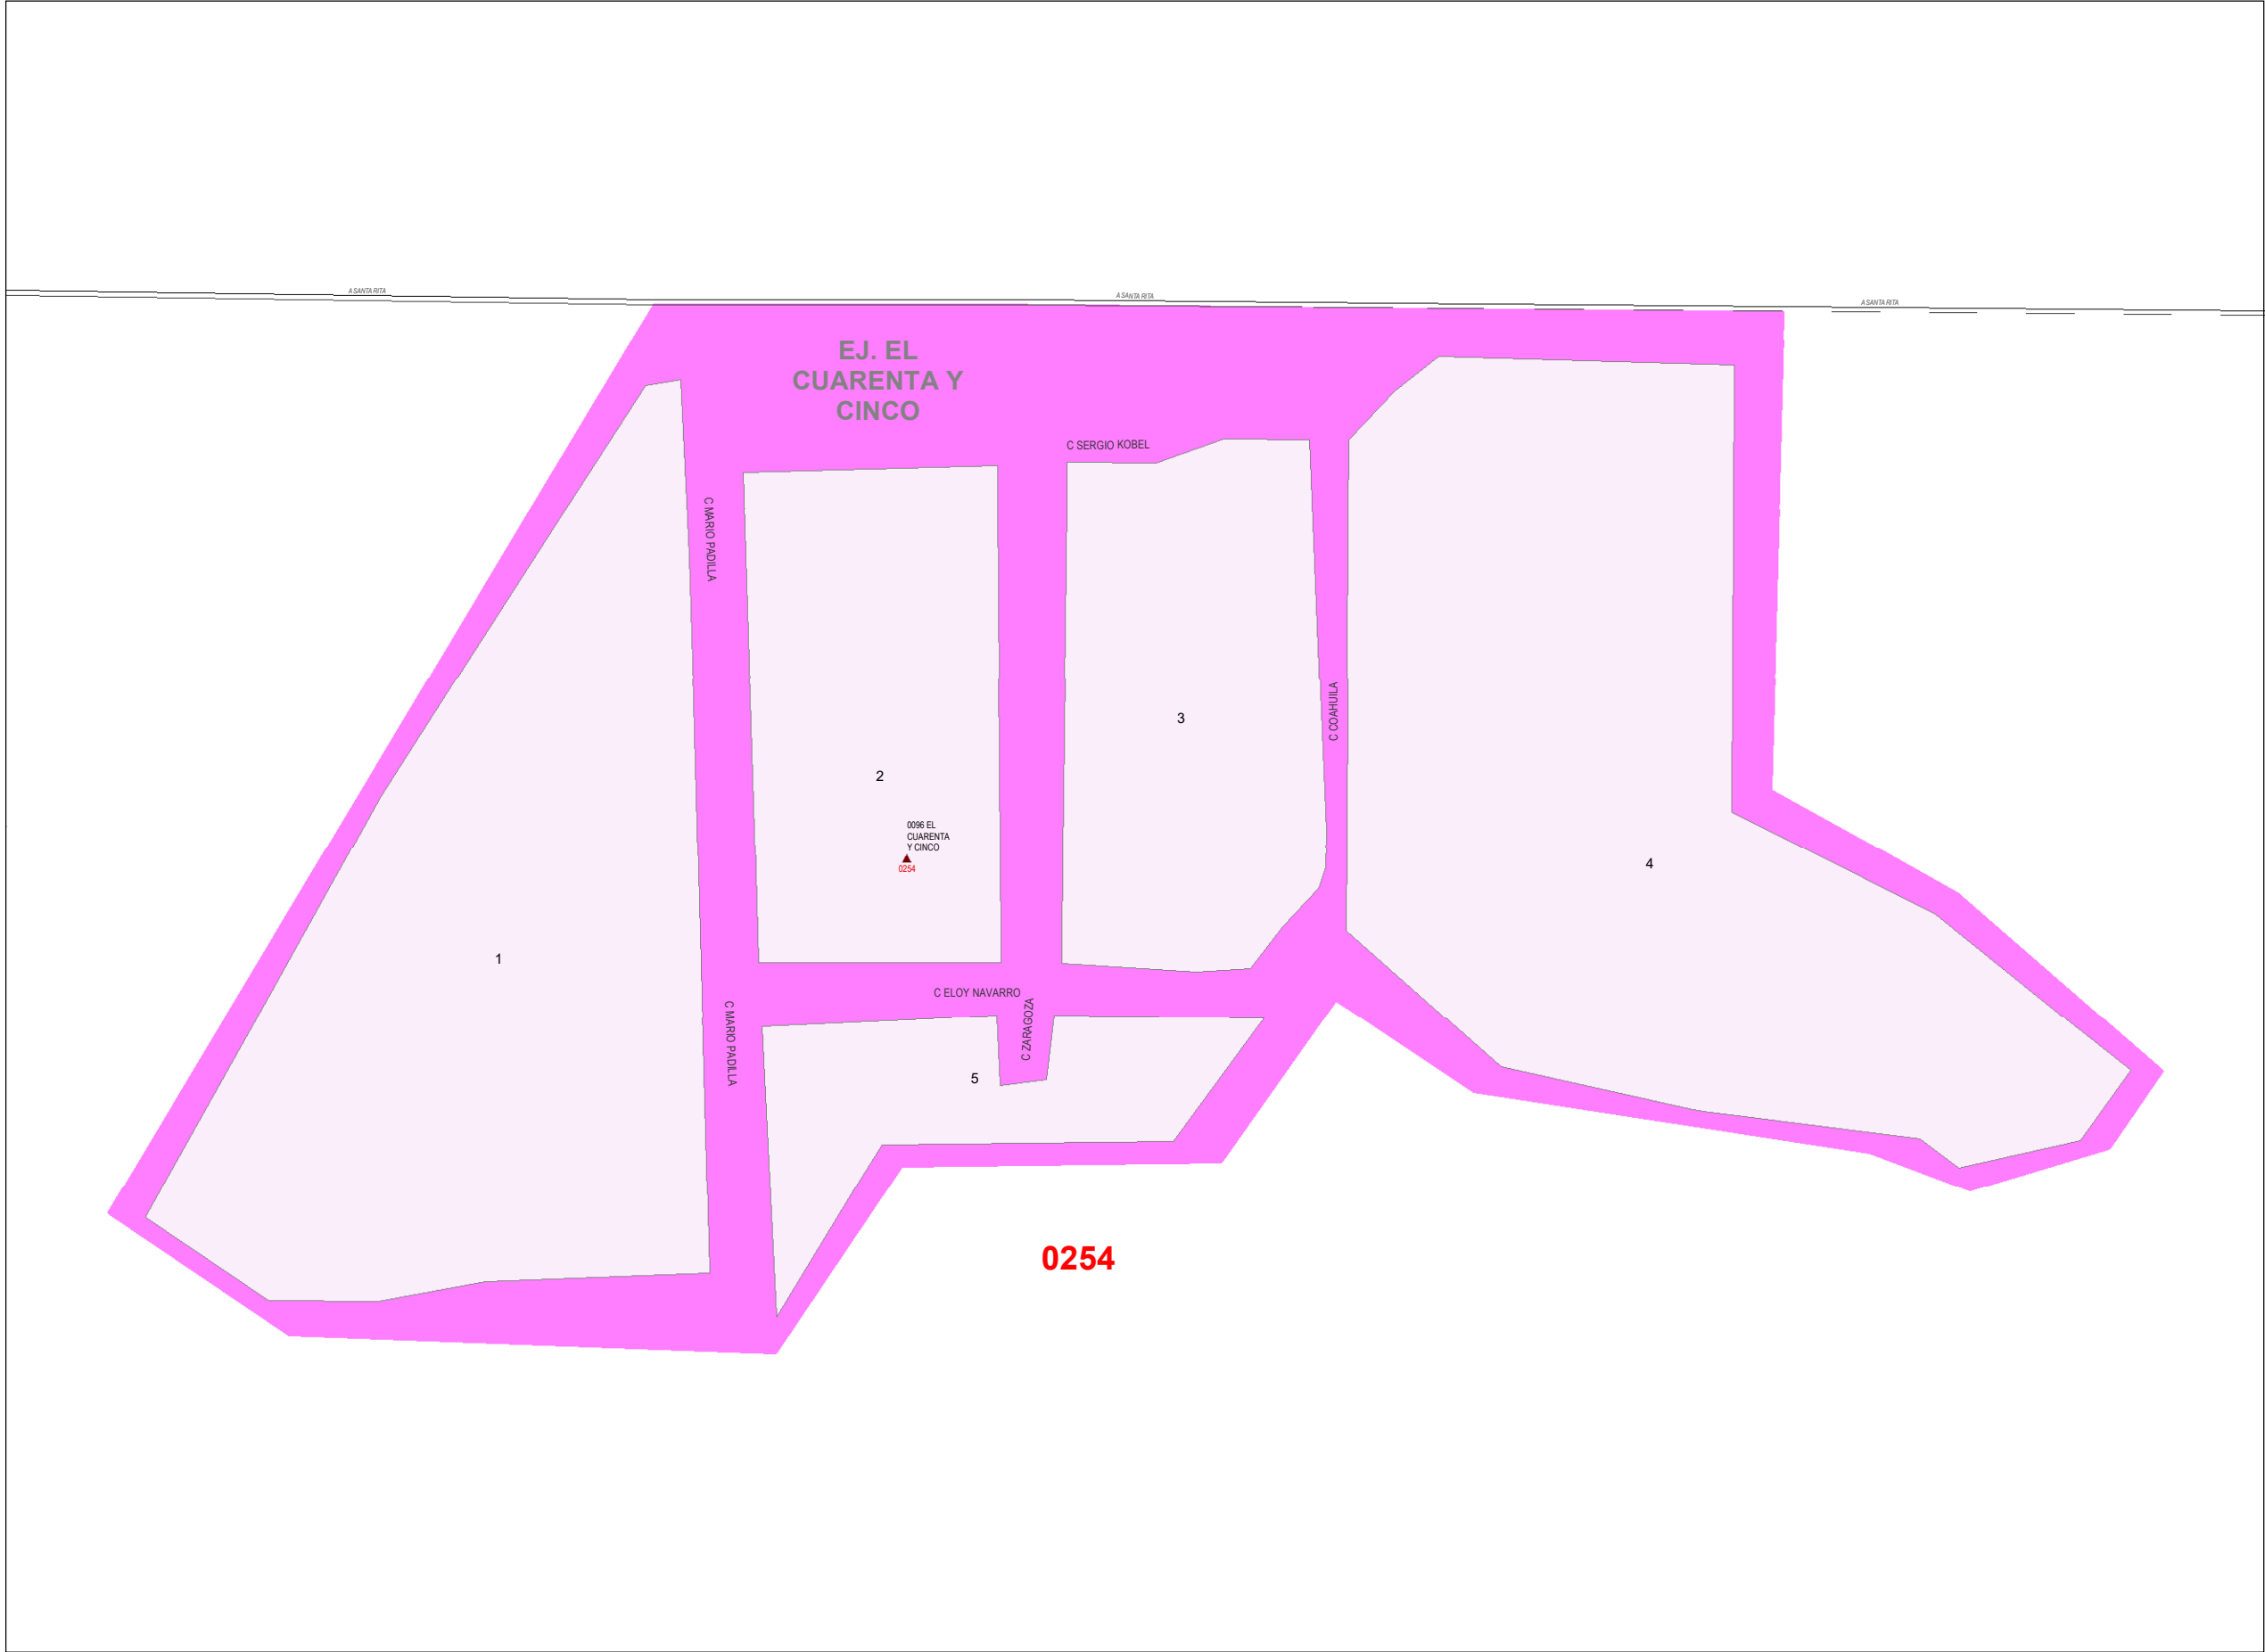 A SANTA RITA
A SANTA RITA
A SANTA RITA
EJ. EL
CUARENTA Y
CINCO
C SERGIO KOBEL
C MARIO PADILLA
C COAHUILA
3
2
0096 EL
CUARENTA
Y CINCO
0254
4
1
C ELOY NAVARRO
C ZARAGOZA
C MARIO PADILLA
5
0254